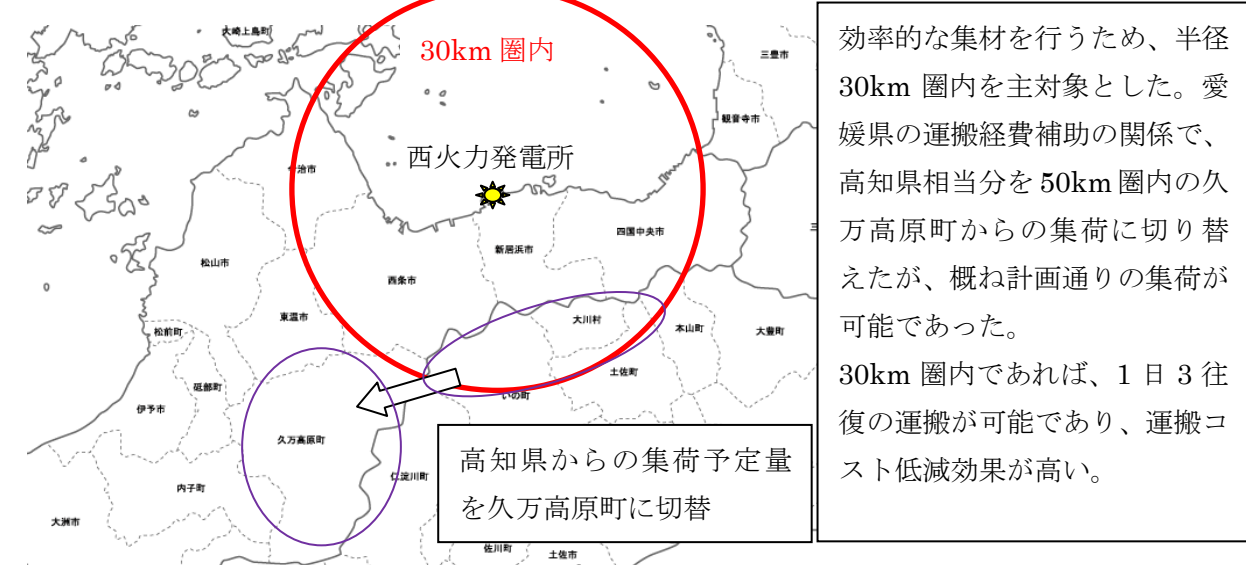 大崎上島町
30km 圏内
三豊市
観音寺市
西火力発電所
四国中央市
新居浜市
松山市
西条市
東温市
大川村
松前町
本山町
大豊町
土佐町
砥部町
いの町
伊予市
久万高原町
仁淀川町
内子町
大洲市
佐川町
土佐市
高知県からの集荷予定量
を久万高原町に切替
効率的な集材を行うため、半径
30km 圏内を主対象とした。愛
媛県の運搬経費補助の関係で、
高知県相当分を 50km 圏内の久
万高原町からの集荷に切り替
えたが、概ね計画通りの集荷が
可能であった。
30km 圏内であれば、1 日 3 往
復の運搬が可能であり、運搬コ
スト低減効果が高い。